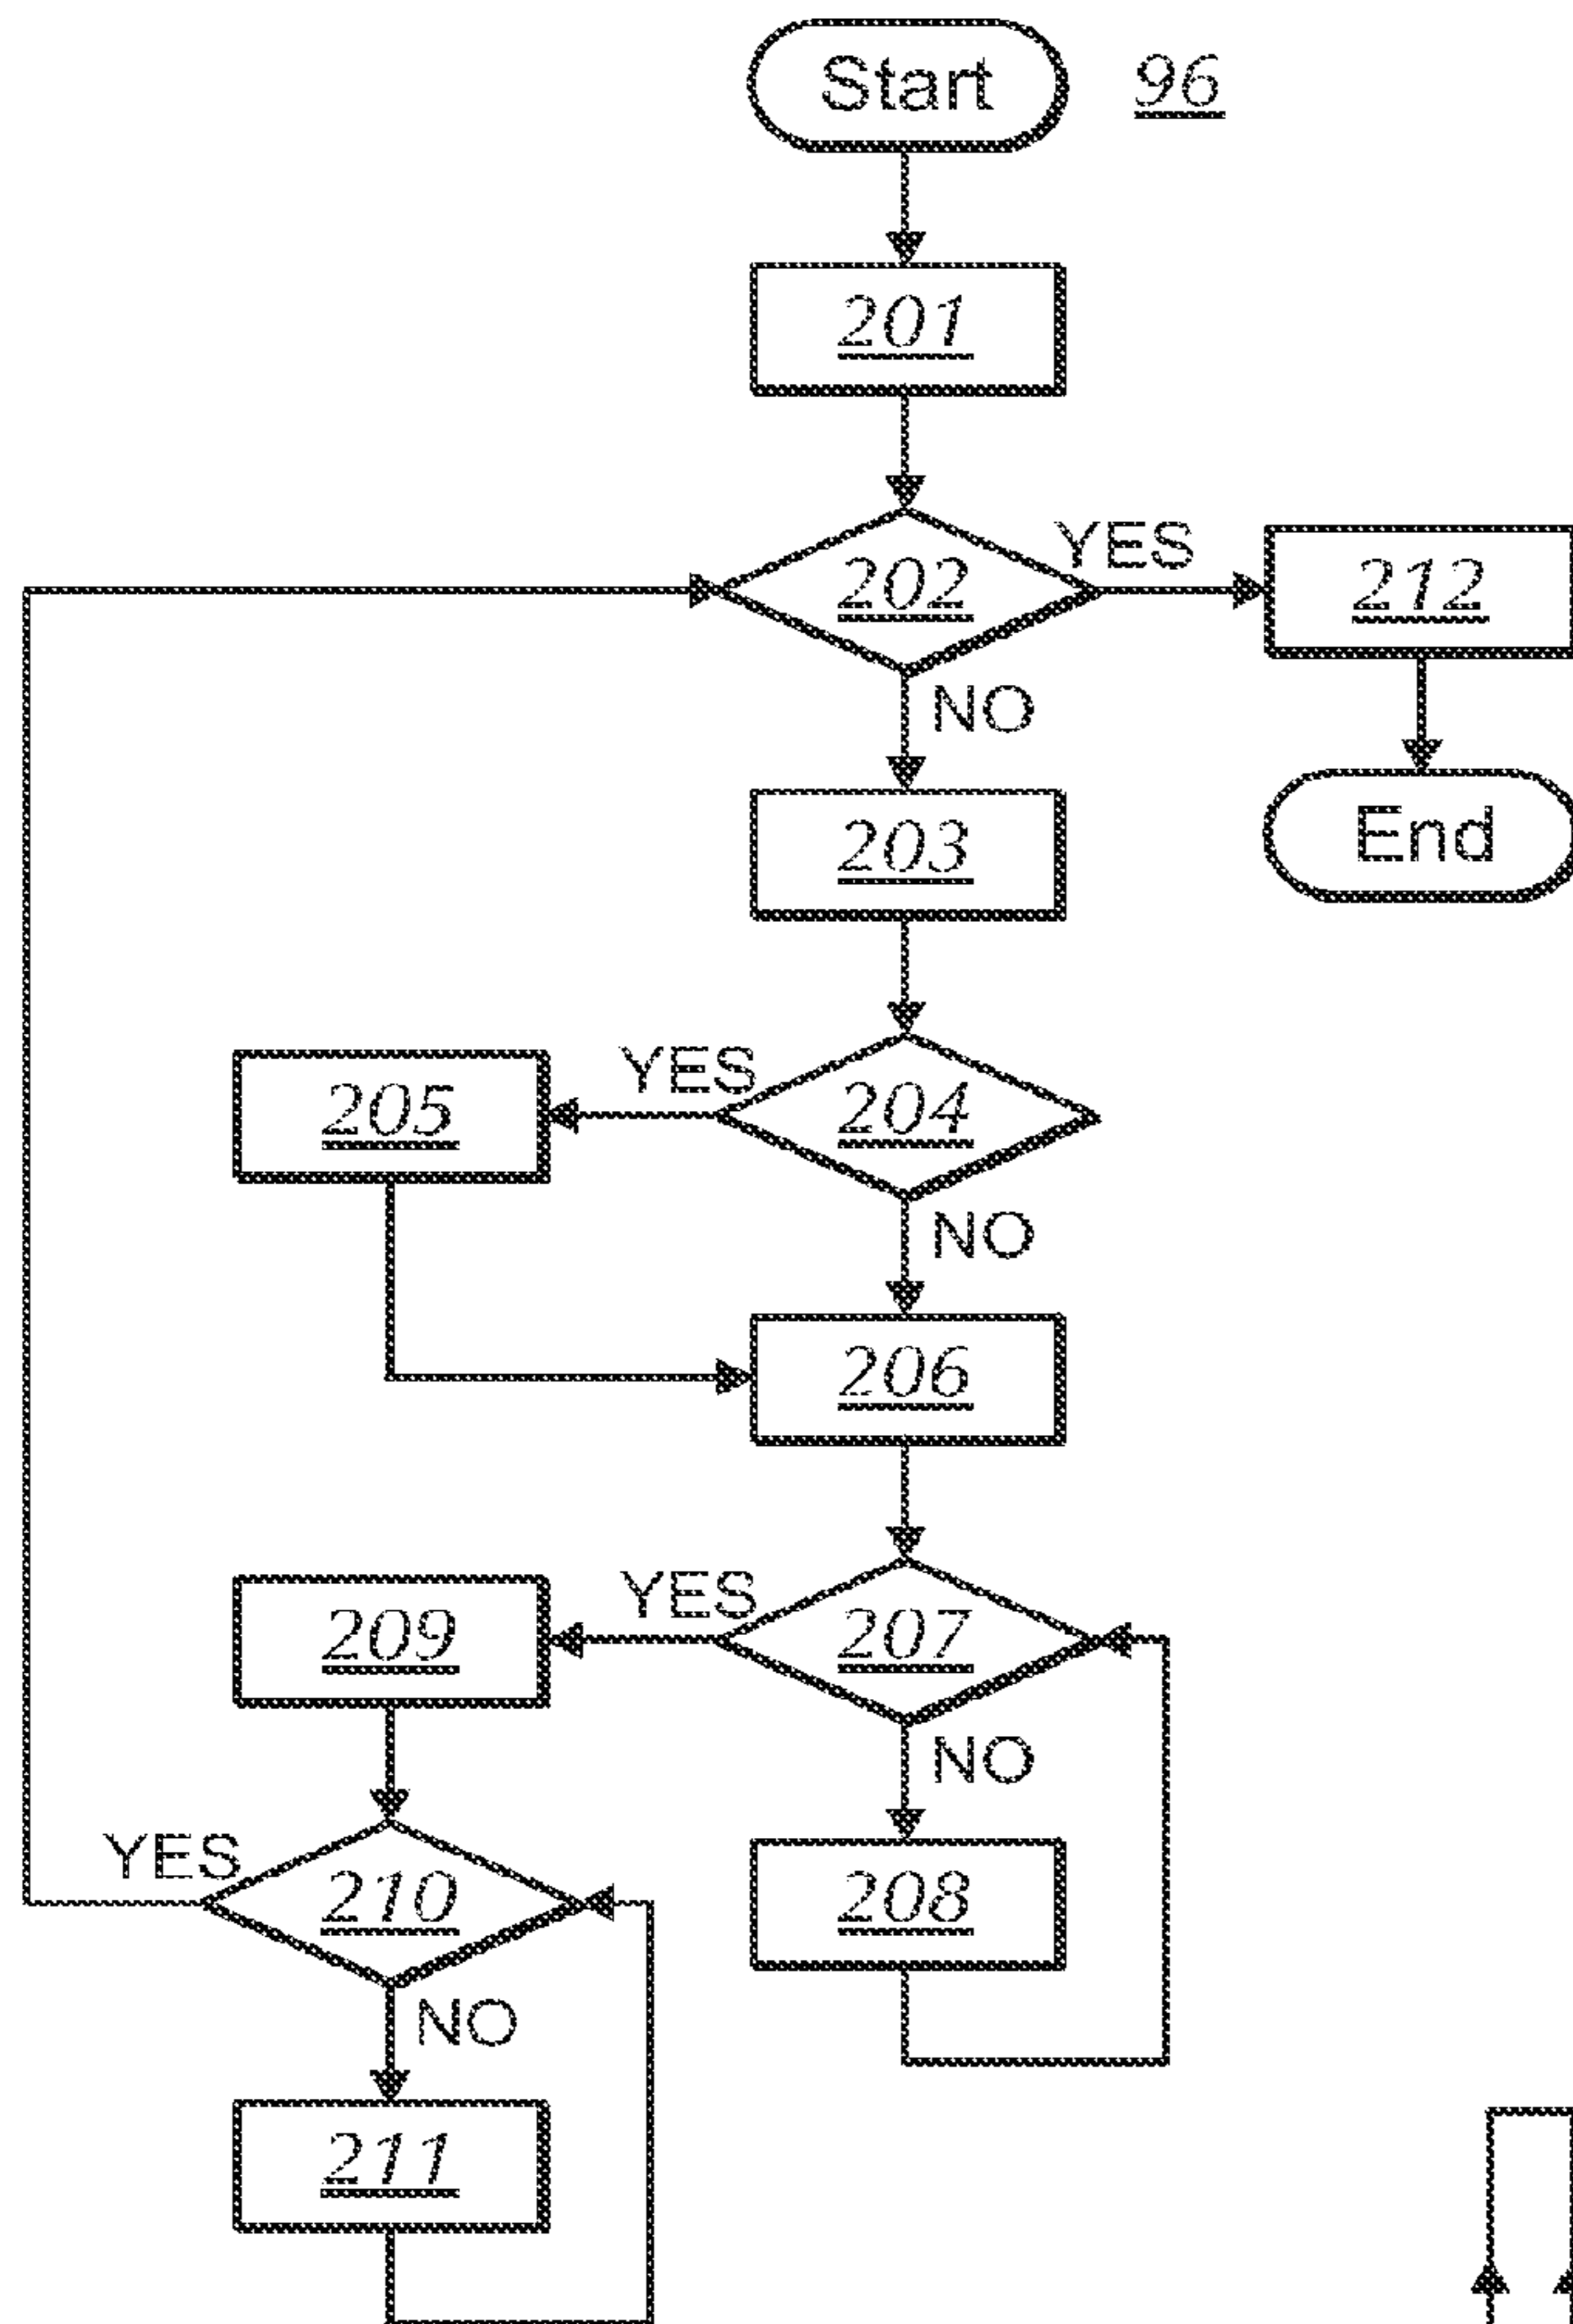 Start 96
201
202 YES 212
NO
203 End
YES
205 204
NO
206
YES
209 207
NO
YES
210 208
NO
211